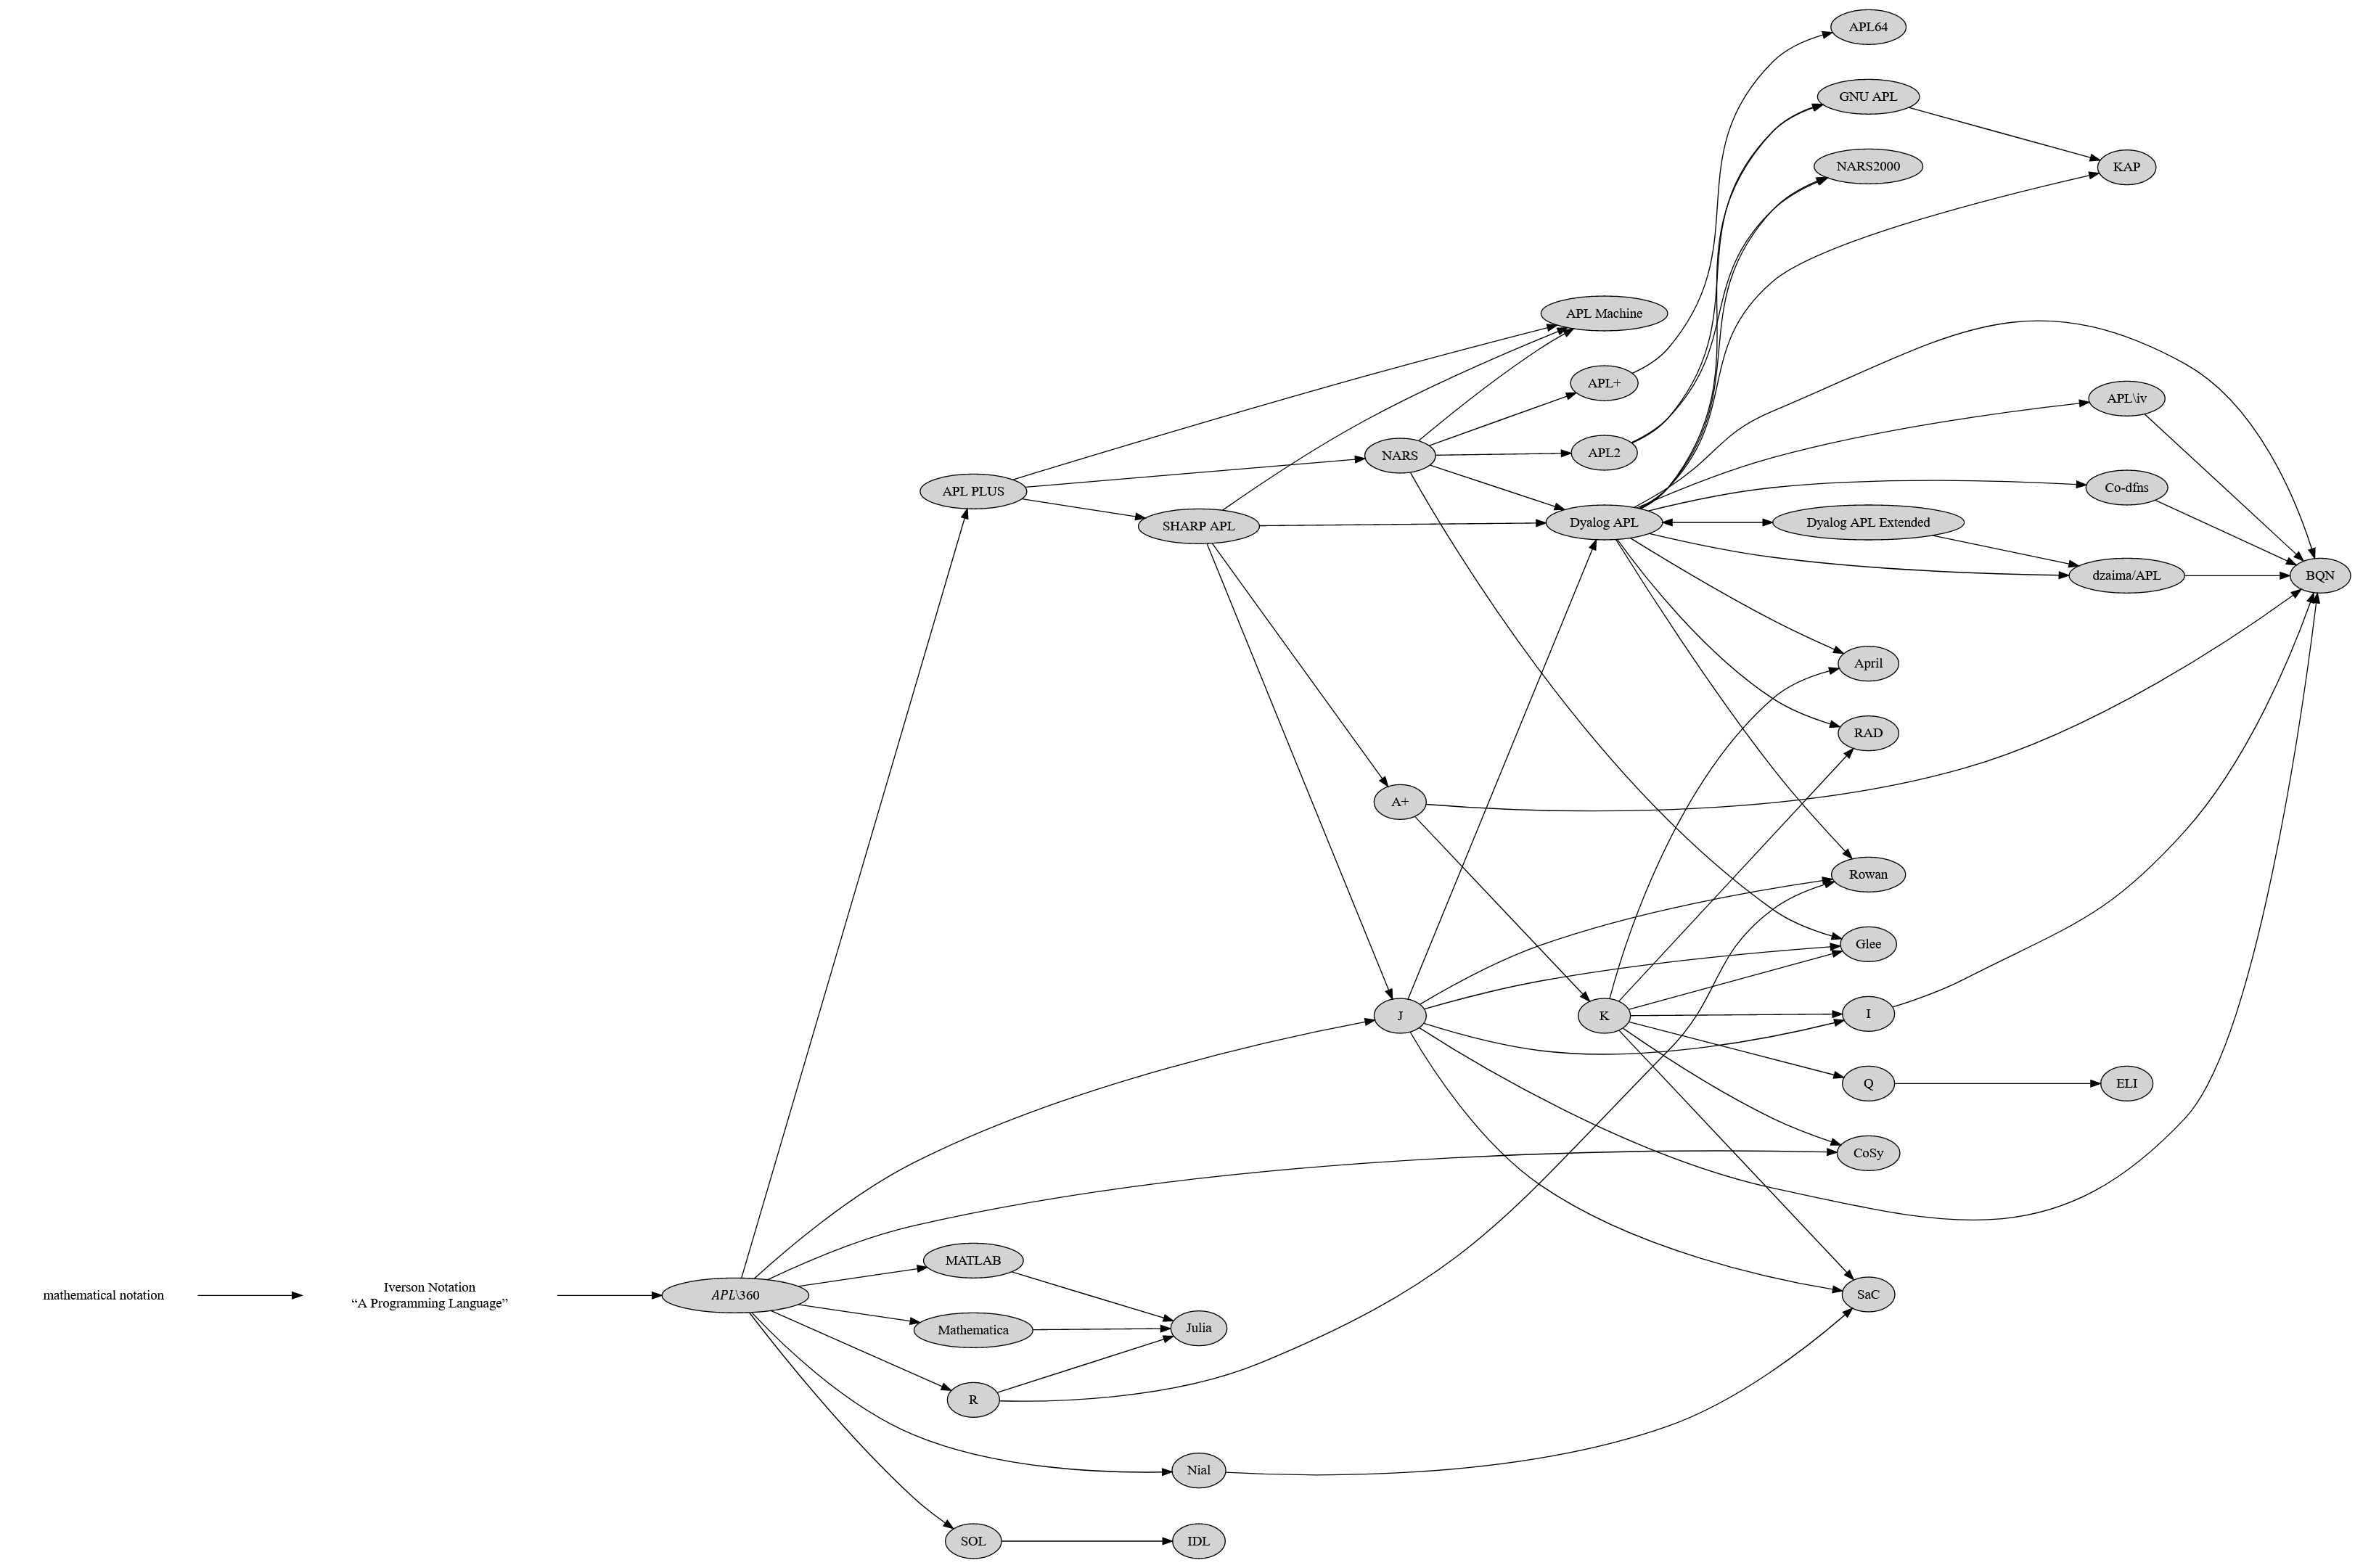 APL64
GNU APL
NARS2000
KAP
APL Machine
APL+
APL\iv
APL2
NARS
Co-dfns
APL PLUS
SHARP APL
Dyalog APL
Dyalog APL Extended
dzaima/APL
BQN
April
RAD
A+
Rowan
Glee
J
K
I
Q
ELI
CoSy
MATLAB
mathematical notation
Iverson Notation
“A Programming Language”
APL\360
SaC
Mathematica
Julia
R
Nial
SOL
IDL